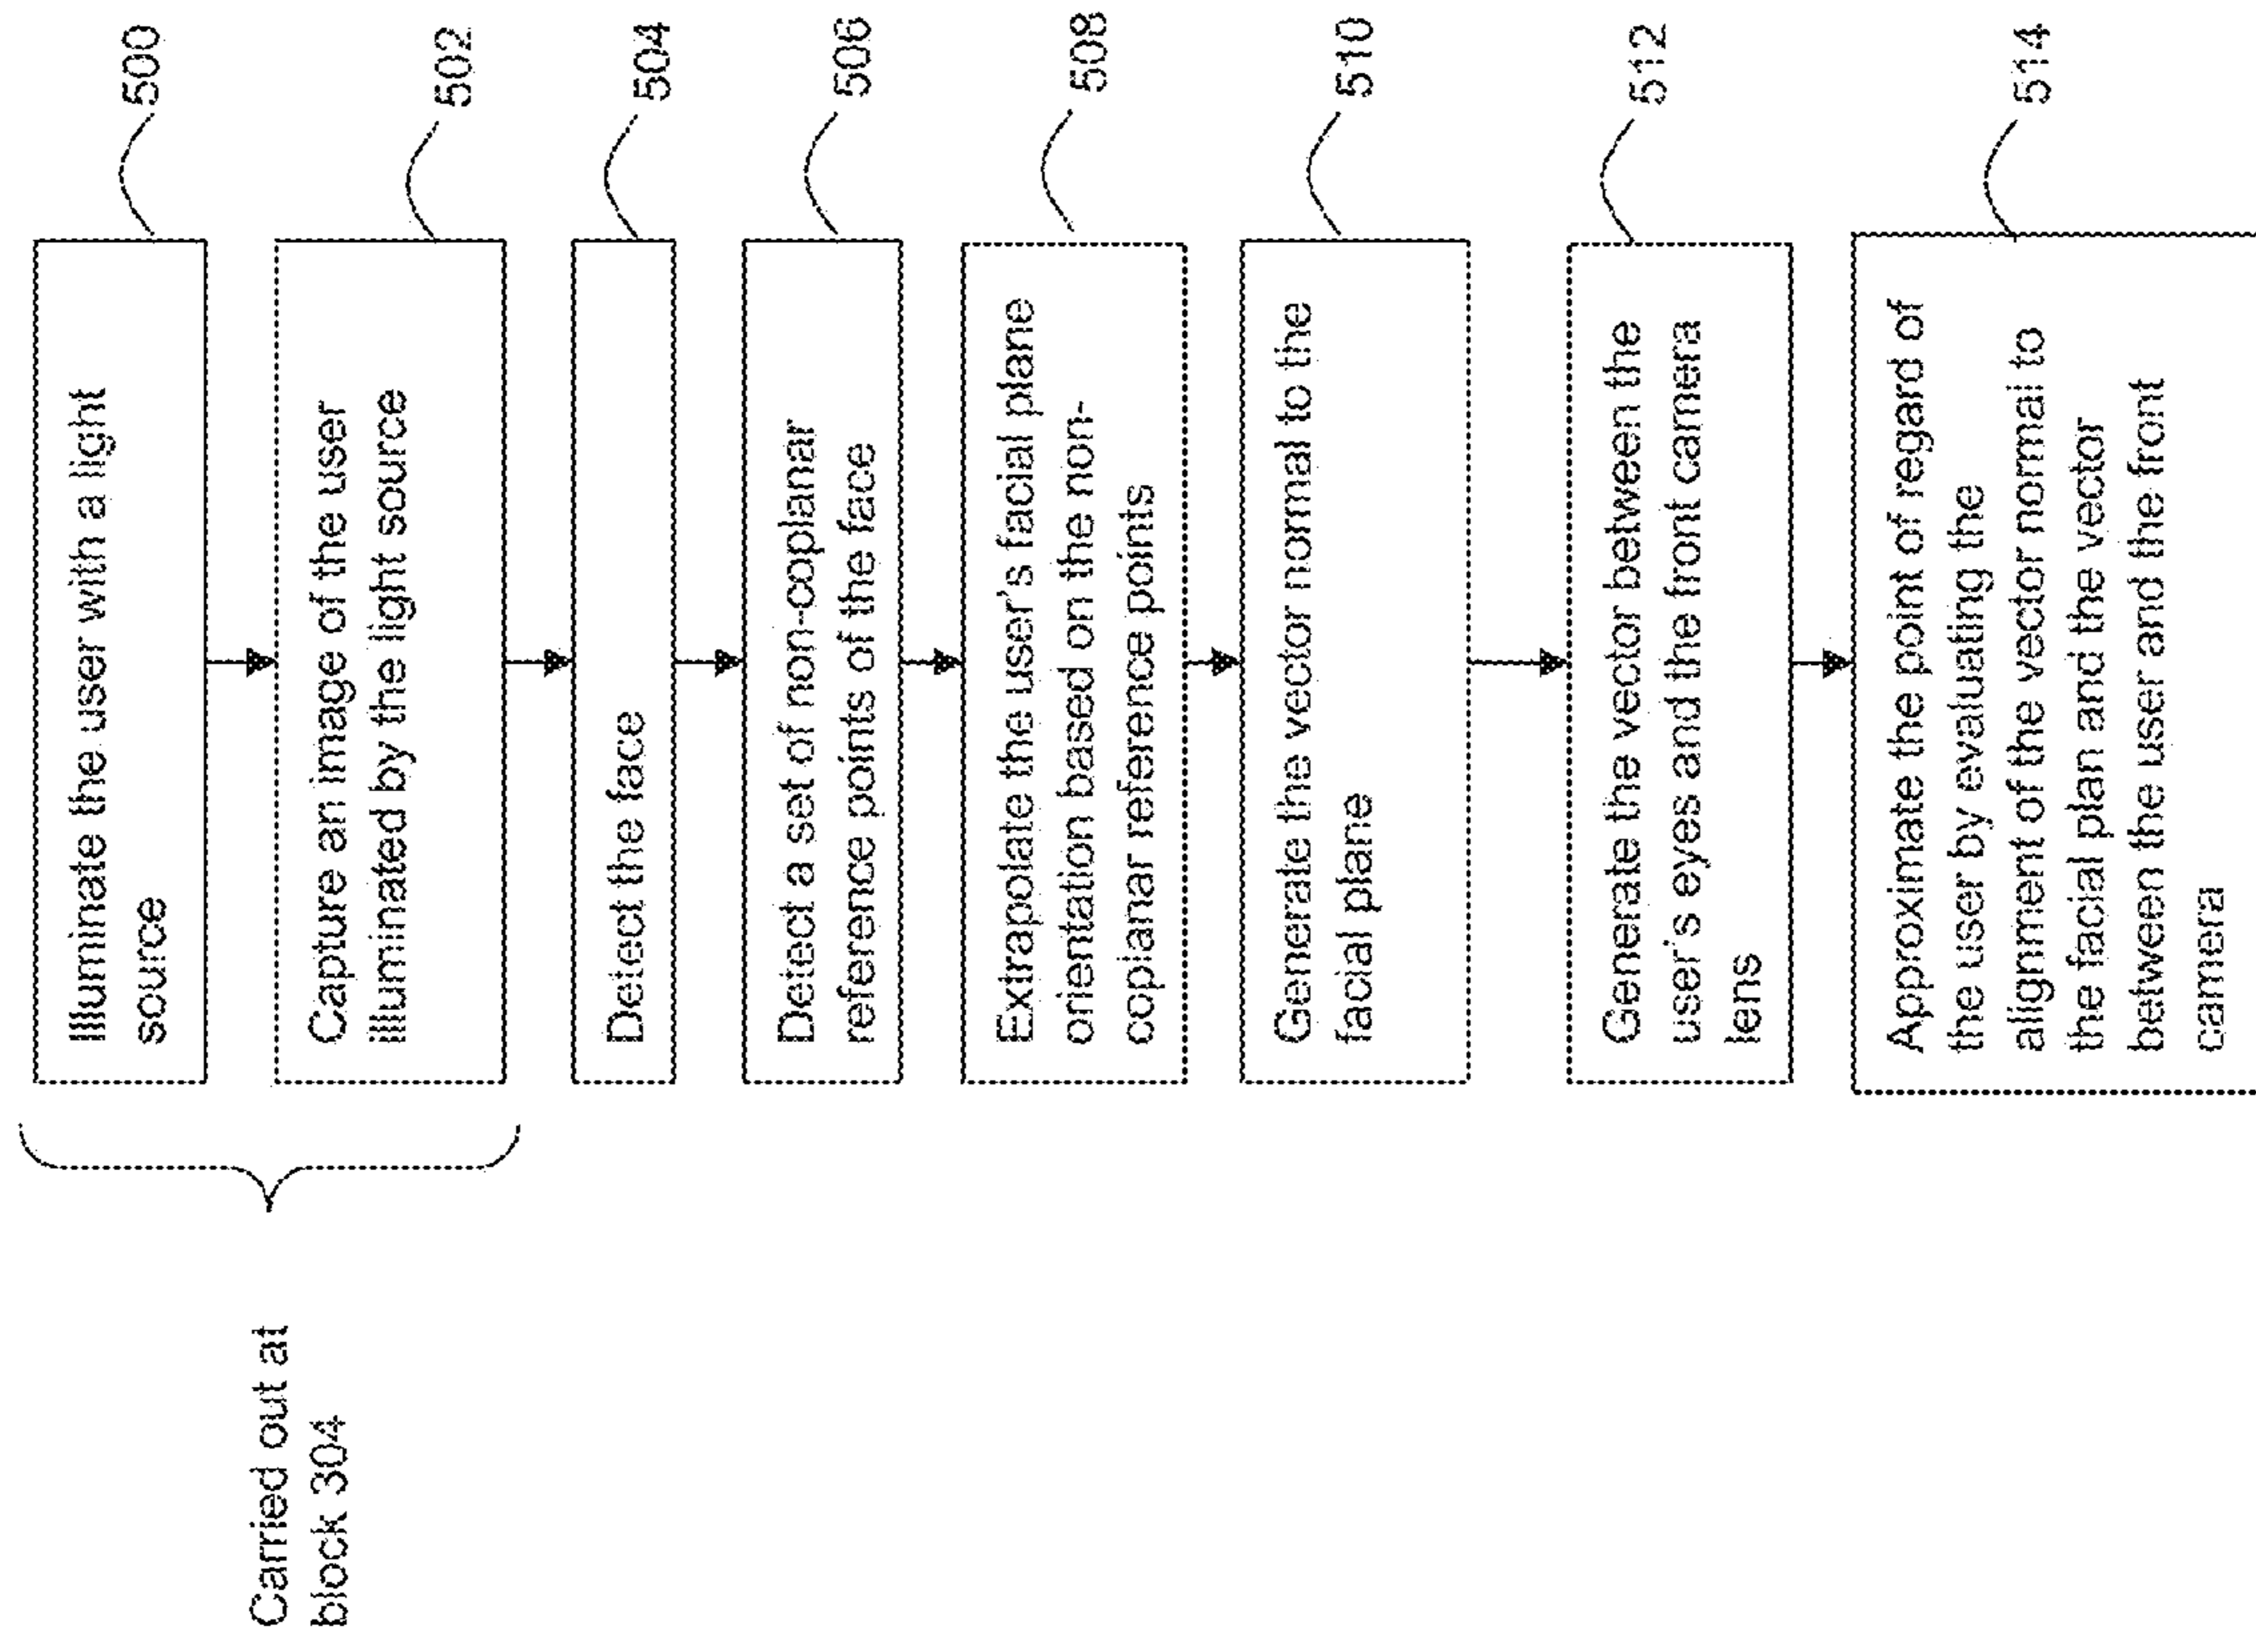 Carried out at
block 304
Illuminate the user with a light
source
500
Capture an image of the user
illuminated by the light source
502
Detect the face
504
Detect a set of non-coplanar
reference points of the face
506
Extrapolate the user's facial plane
orientation based on the non-
coplanar reference points
508
Generate the vector normal to the
facial plane
510
Generate the vector between the
user's eyes and the front camera
lens
512
Approximate the point of regard of
the user by evaluating the
alignment of the vector normal to
the facial plan and the vector
between the user and the front
camera
514